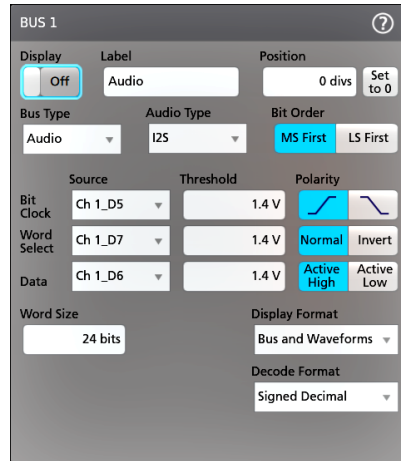 BUS 1 ?
Display Label Position
Off Audio 0 divs Set to 0
Bus Type Audio Type Bit Order
Audio I2S MS First LS First
Source Threshold Polarity
Bit Clock Ch 1_D5 1.4 V
Word Select Ch 1_D7 1.4 V Normal Invert
Data Ch 1_D6 1.4 V Active High Active Low
Word Size Display Format
24 bits Bus and Waveforms
Decode Format
Signed Decimal